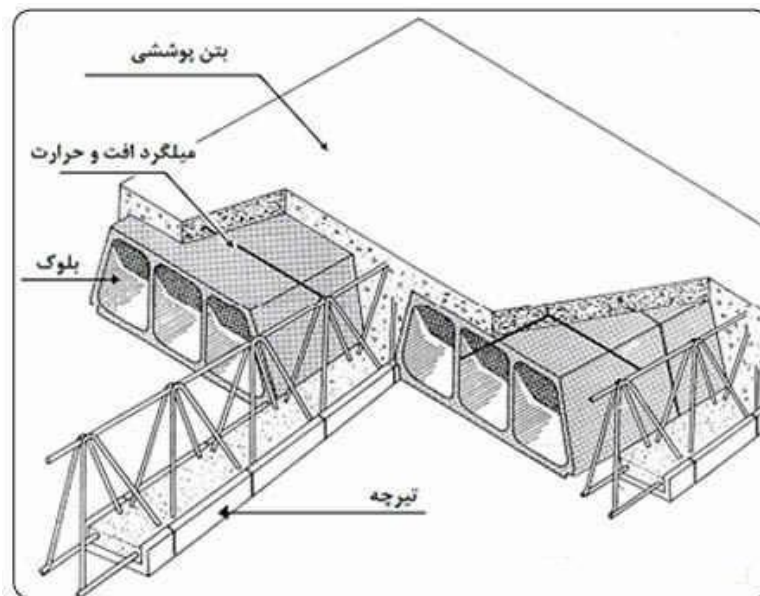 بتن پوششی
میلگرد افت و حرارت
بلوک
تیرچه